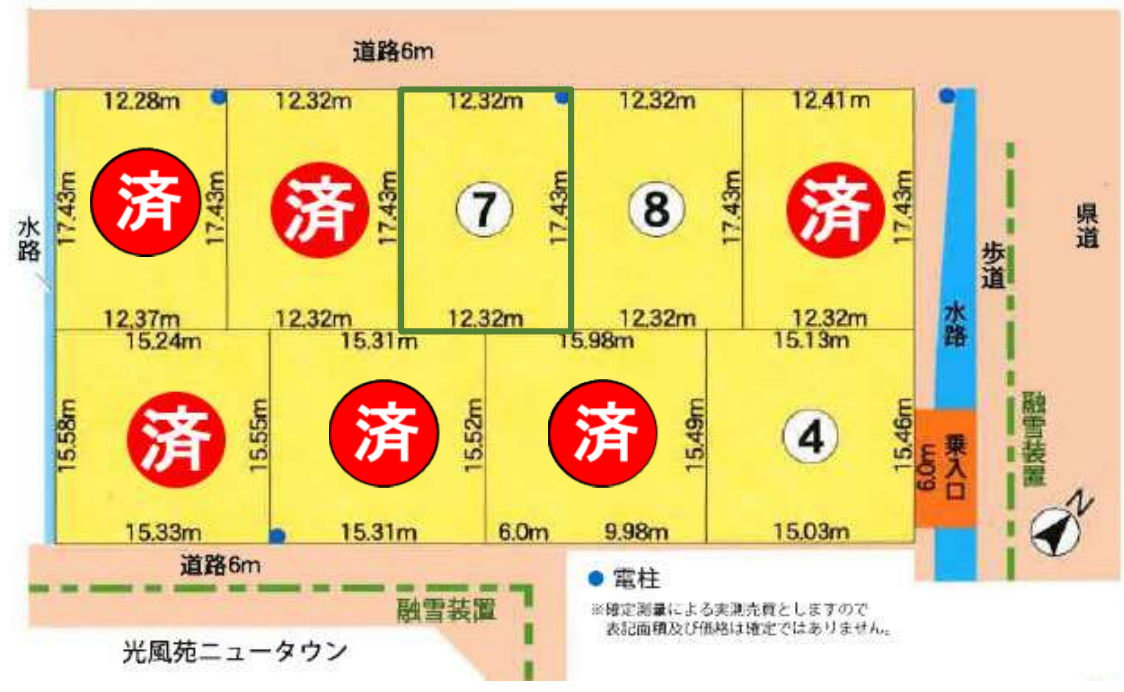 道路6m
12.28m
12.32m
12.32m
12.32m
12.41m
水路
17.43m
済
17.43m
済
17.43m
7
17.43m
8
17.43m
済
17.43m
県道
歩道
水路
12.37m
12.32m
12.32m
12.32m
12.32m
15.24m
15.31m
15.98m
15.13m
15.58m
済
15.55m
済
15.52m
済
15.49m
4
15.46m
6.0m
乗入口
融雪装置
N
15.33m
15.31m
6.0m
9.98m
15.03m
道路6m
融雪装置
光風苑ニュータウン
電柱
※確定測量による実測売買としますので
表記面積及び価格は確定ではありません。